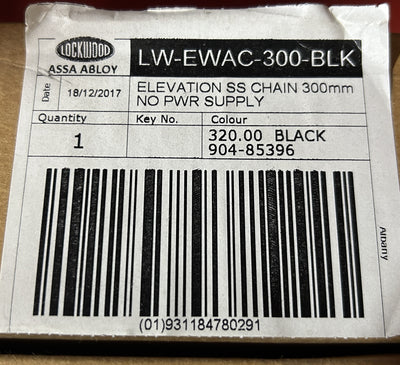 LOCKWOOD
ASSA ABLOY
LW-EWAC-300-BLK
Date
18/12/2017
ELEVATION SS CHAIN 300mm
NO PWR SUPPLY
Quantity
Key No.
Colour
1
320.00 BLACK
904-85396
Albany
(01)931184780291